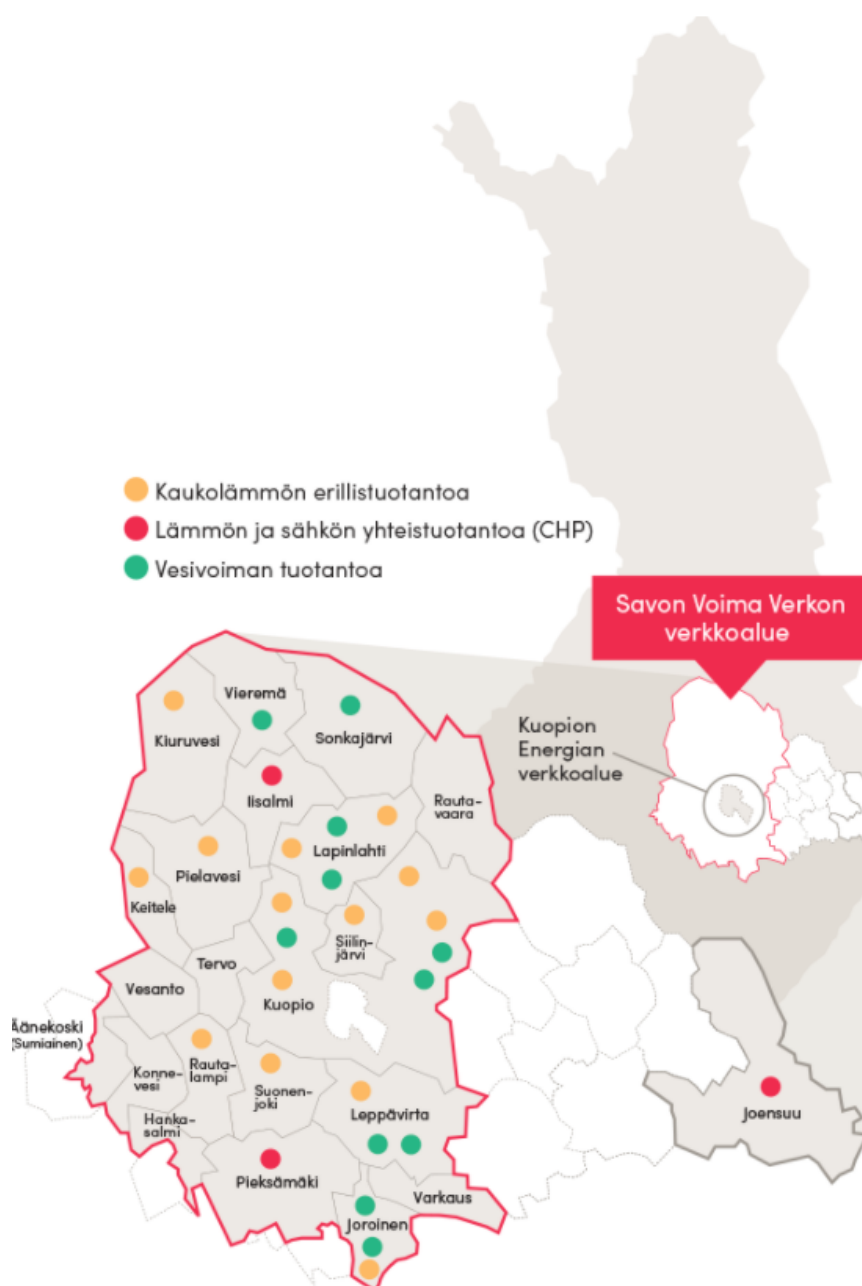 Kaukolämmön erillistuotantoa
Lämmön ja sähkön yhteistuotantoa (CHP)
Vesivoiman tuotantoa
Savon Voima Verkon
verkkoalue
Kuopion
Energian
verkkoalue
Vieremä
Kiuruvesi
Sonkajärvi
Iisalmi
Rauta-
vaara
Lapinlahti
Pielavesi
Keitele
Siilin-
järvi
Tervo
Vesanto
Kuopio
Äänekoski
(Sumiainen)
Konne-
vesi
Rauta-
lampi
Suonen-
joki
Leppävirta
Hanka-
salmi
Joensuu
Pieksämäki
Varkaus
Joroinen